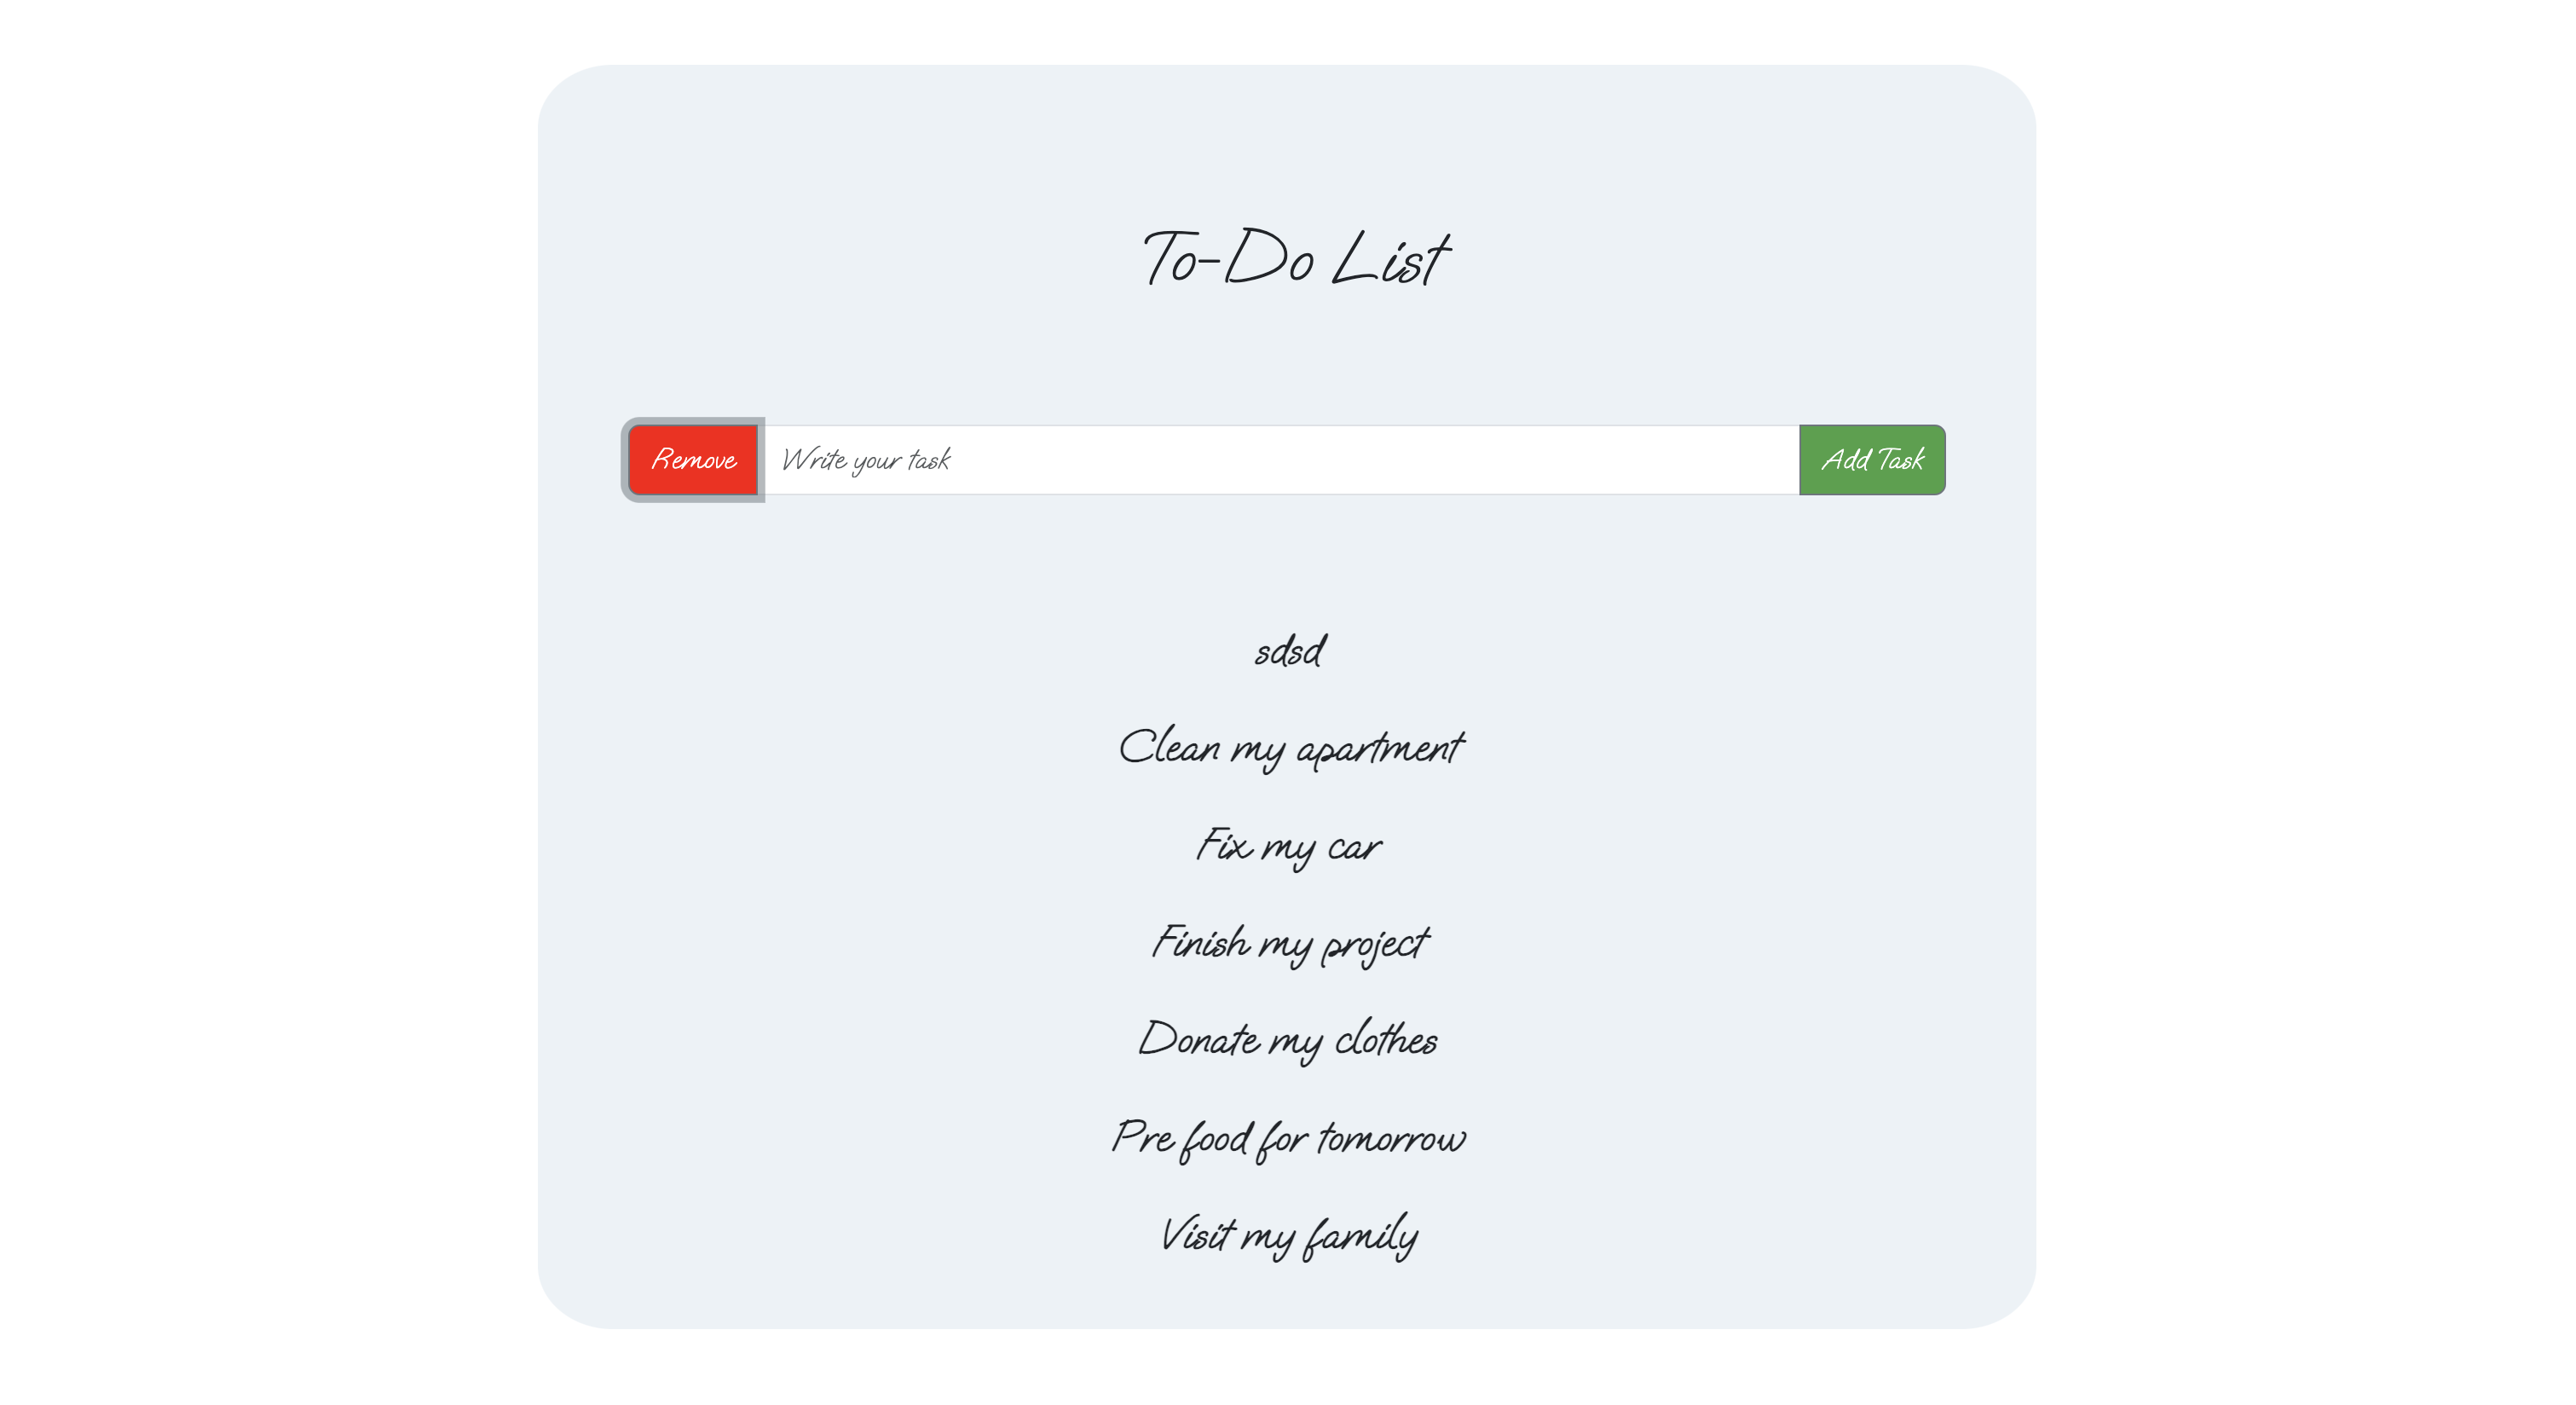 To-Do List
Remove Write your task Add Task
sdsd
Clean my apartment
Fix my car
Finish my project
Donate my clothes
Pre food for tomorrow
Visit my family